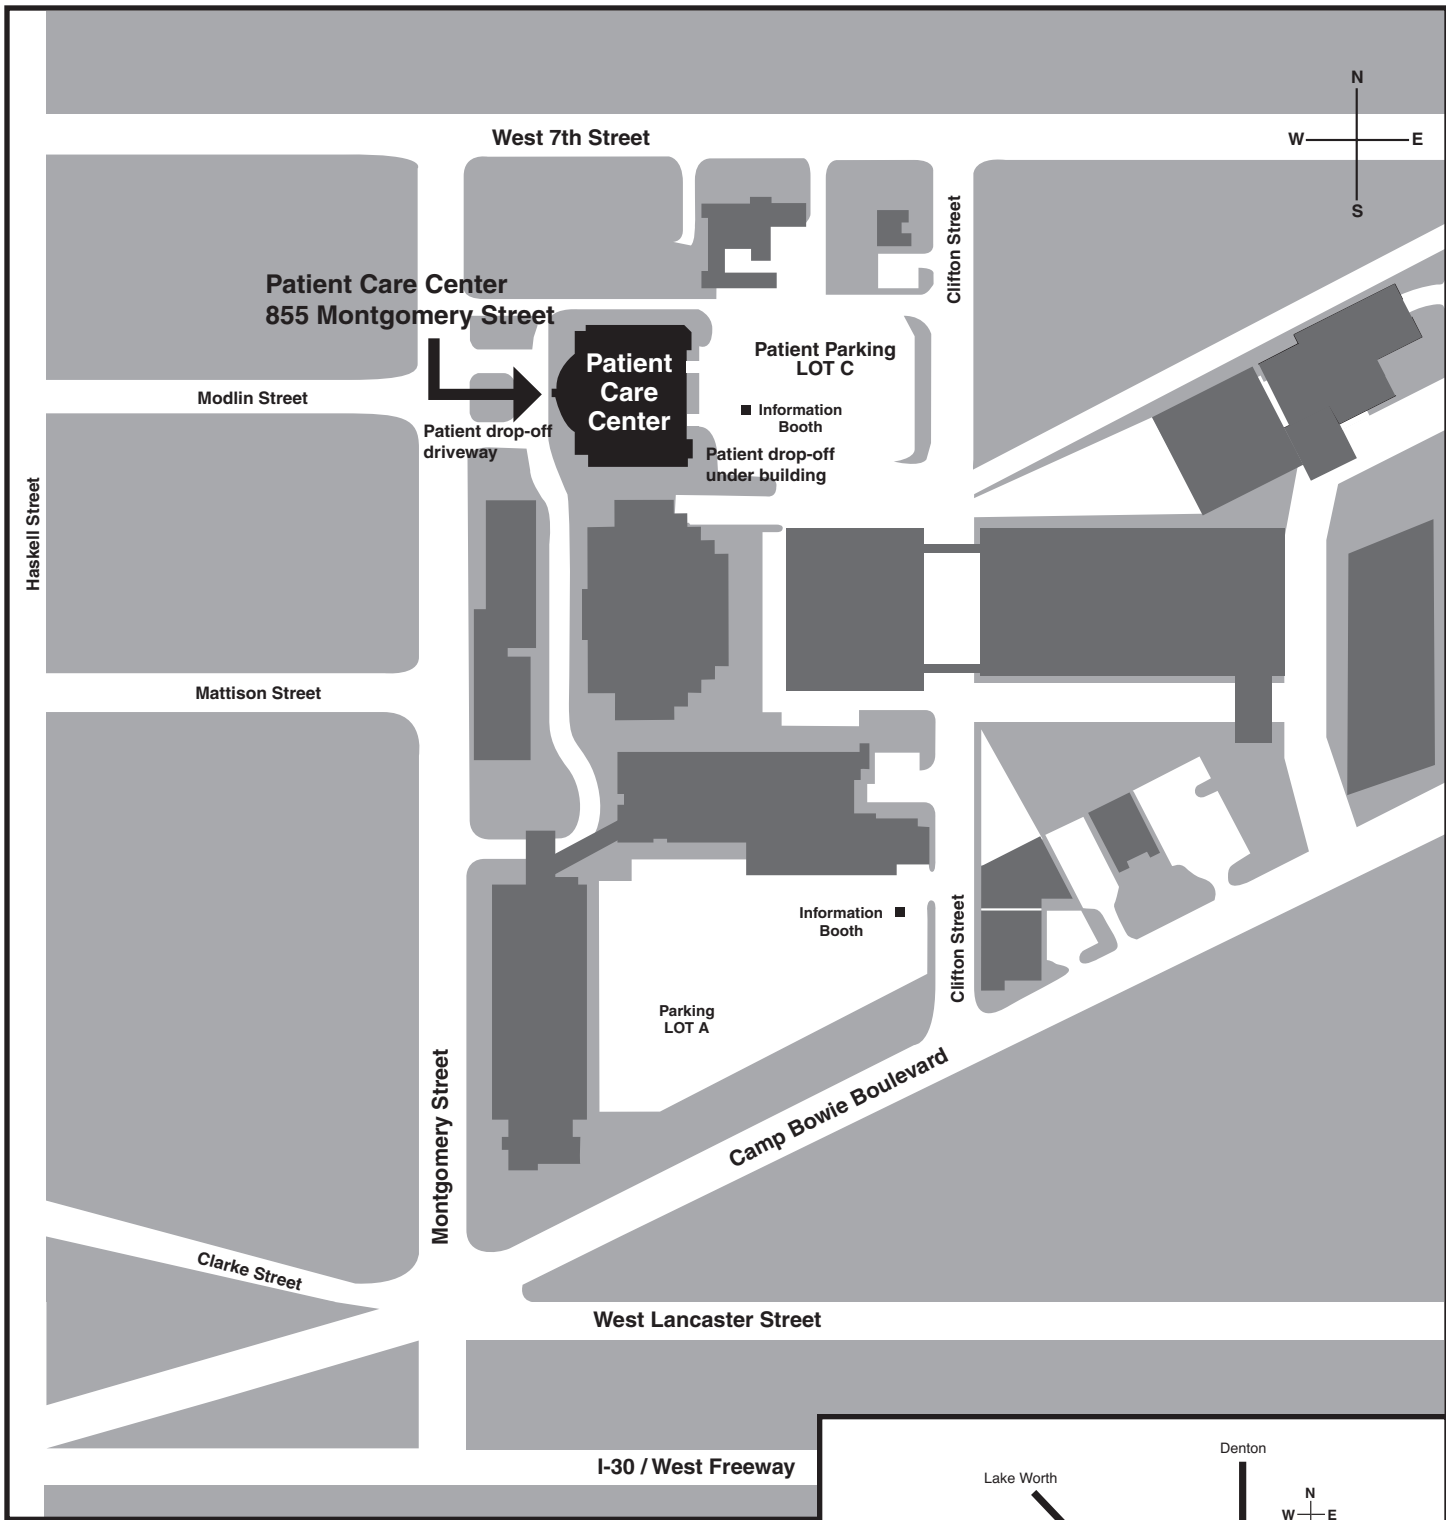 N
West 7th Street
W
E
S
Clifton Street
Patient Care Center
855 Montgomery Street
Patient
Care
Center
Patient Parking
LOT C
Modlin Street
Information
Booth
Patient drop-off
driveway
Patient drop-off
under building
Haskell Street
Mattison Street
Information
Booth
Clifton Street
Parking
LOT A
Montgomery Street
Camp Bowie Boulevard
Clarke Street
West Lancaster Street
I-30 / West Freeway
Denton
Lake Worth
N
W
E